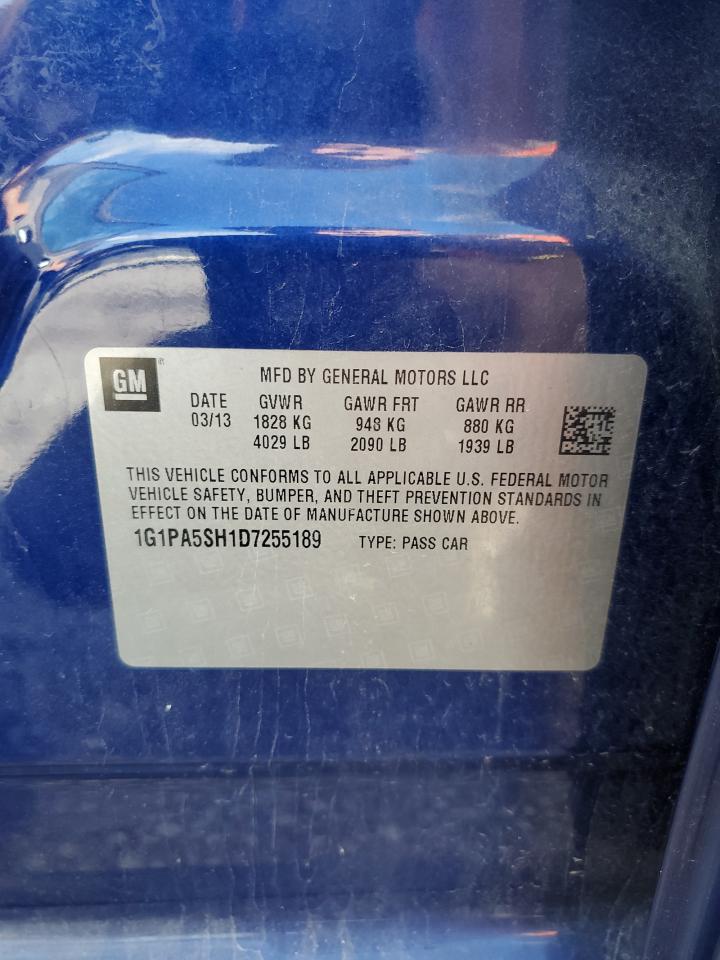 GM
MFD BY GENERAL MOTORS LLC
DATE GVWR GAWR FRT GAWR RR
03/13 1828 KG 948 KG 880 KG
4029 LB 2090 LB 1939 LB
THIS VEHICLE CONFORMS TO ALL APPLICABLE U.S. FEDERAL MOTOR
VEHICLE SAFETY, BUMPER, AND THEFT PREVENTION STANDARDS IN
EFFECT ON THE DATE OF MANUFACTURE SHOWN ABOVE.
1G1PA5SH1D7255189 TYPE: PASS CAR